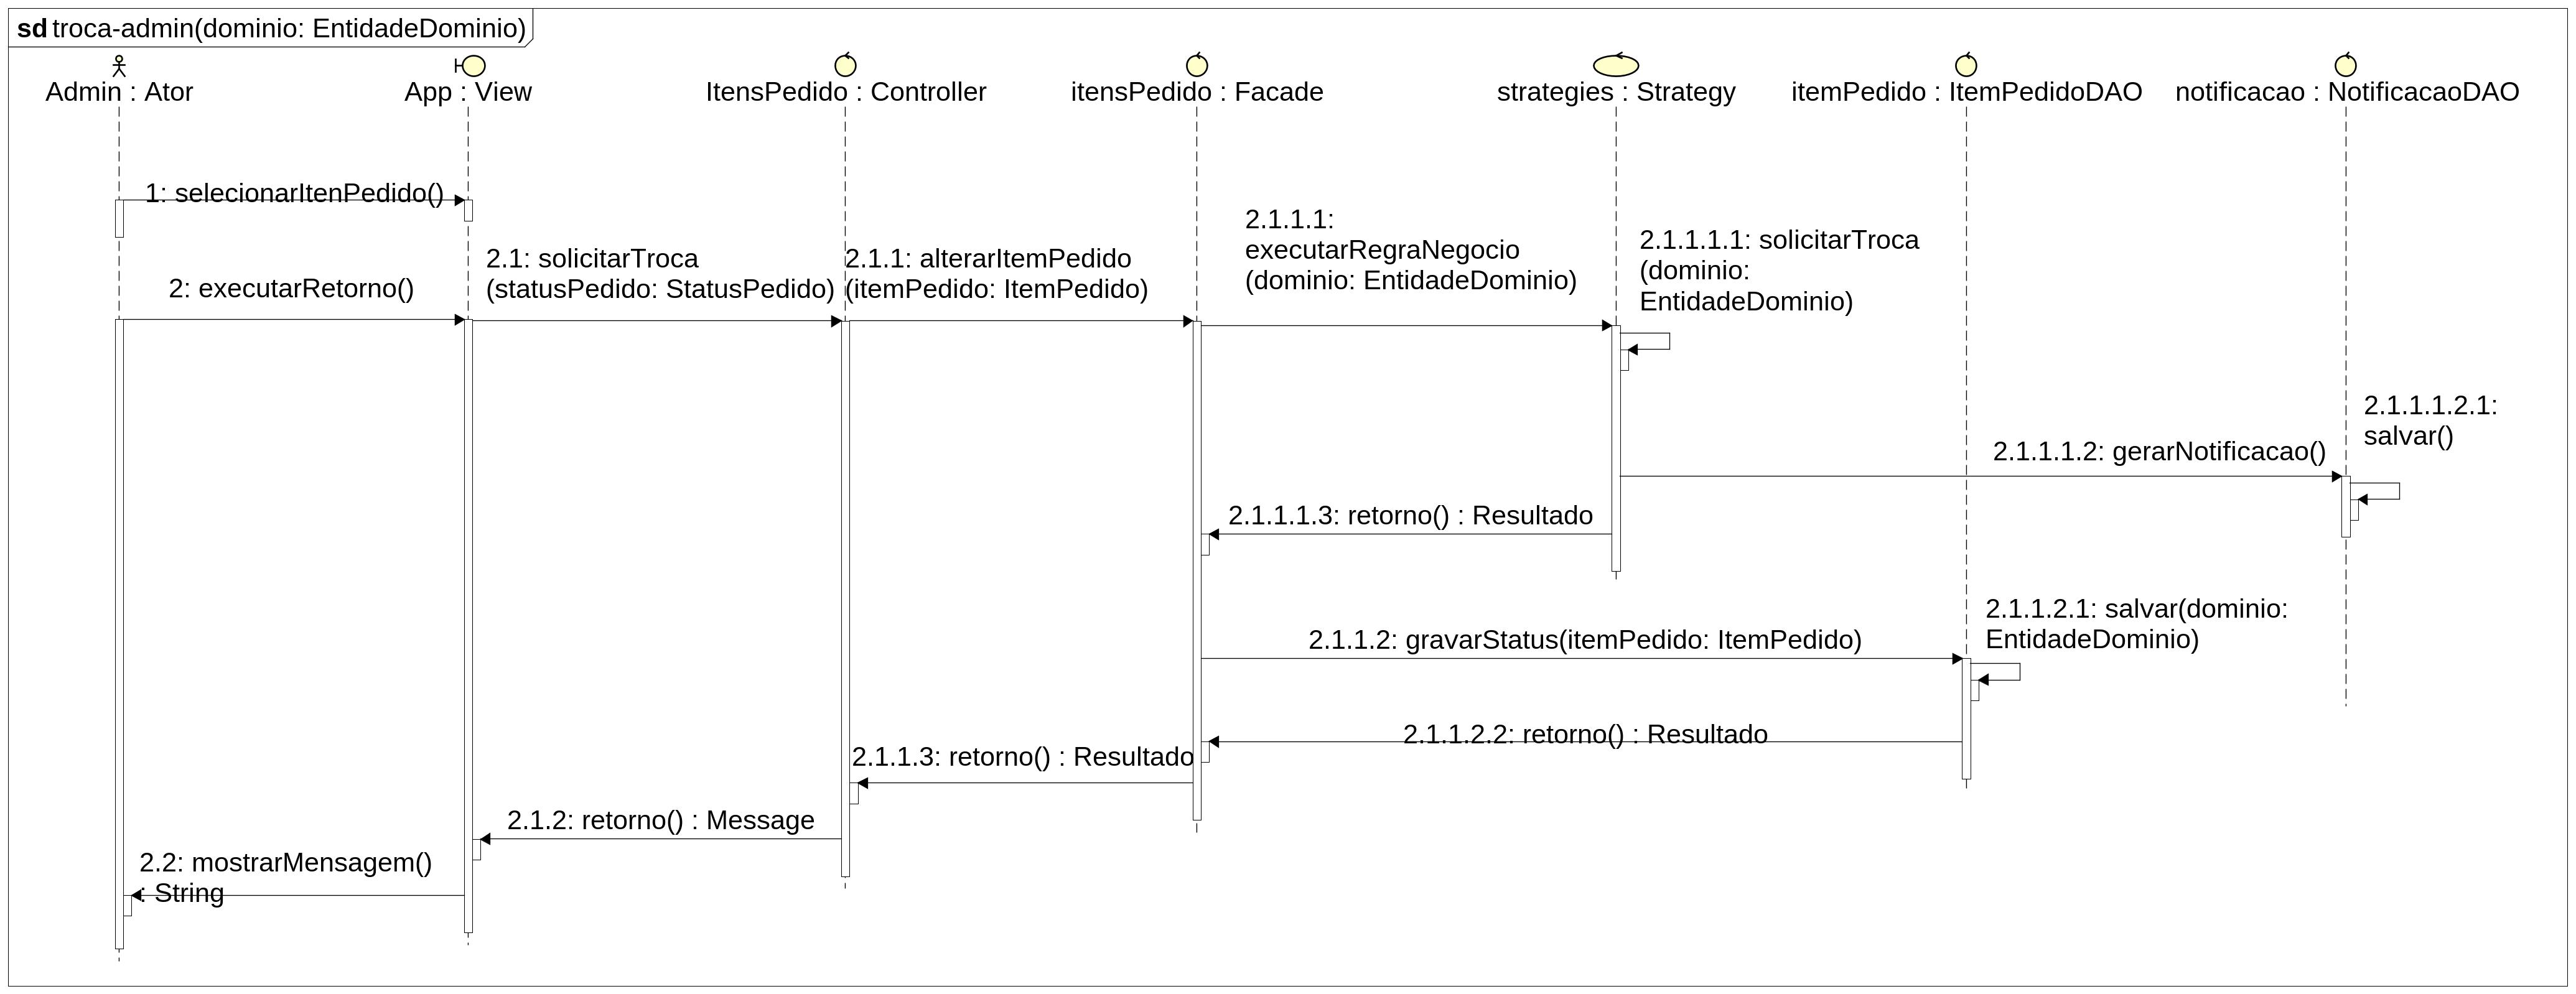 sd troca-admin(dominio: EntidadeDominio)
Admin : Ator
App : View
ItensPedido : Controller
itensPedido : Facade
strategies : Strategy
itemPedido : ItemPedidoDAO
notificacao : NotificacaoDAO
1: selecionarItenPedido()
2: executarRetorno()
2.1: solicitarTroca
(statusPedido: StatusPedido)
2.1.1: alterarItemPedido
(itemPedido: ItemPedido)
2.1.1.1:
executarRegraNegocio
(dominio: EntidadeDominio)
2.1.1.1.1: solicitarTroca
(dominio:
EntidadeDominio)
2.1.1.1.2.1:
salvar()
2.1.1.1.2: gerarNotificacao()
2.1.1.1.3: retorno() : Resultado
2.1.1.2.1: salvar(dominio:
EntidadeDominio)
2.1.1.2: gravarStatus(itemPedido: ItemPedido)
2.1.1.2.2: retorno() : Resultado
2.1.1.3: retorno() : Resultado
2.1.2: retorno() : Message
2.2: mostrarMensagem()
: String